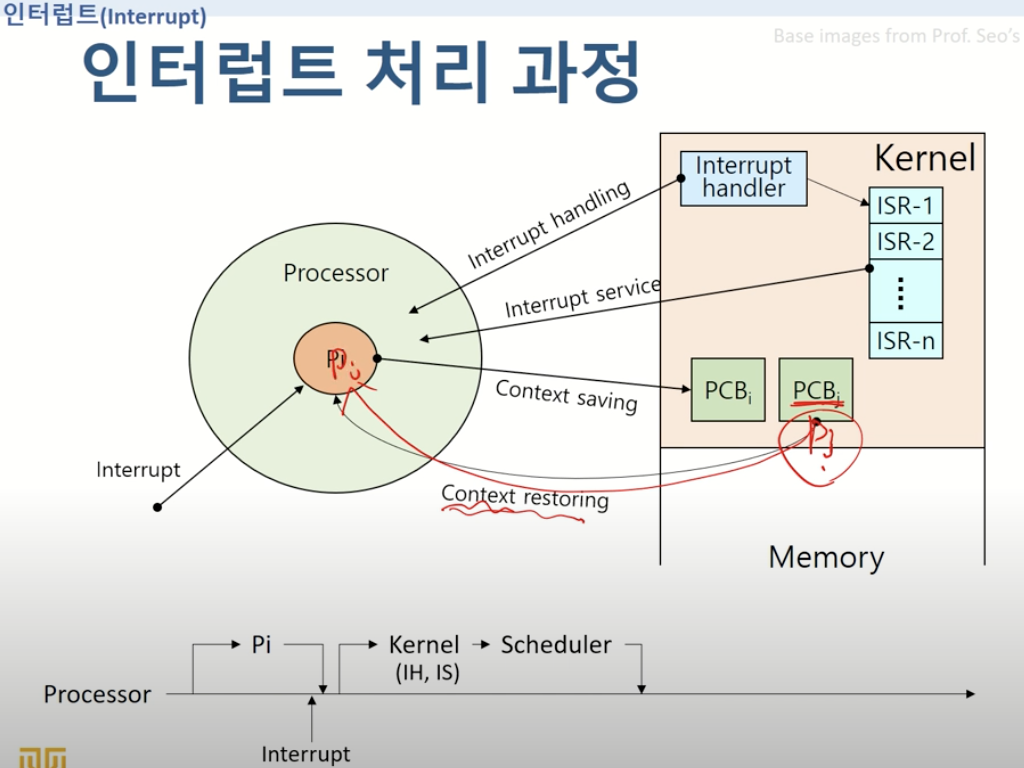 인터럽트(Interrupt)
Base images from Prof. Seo's
인터럽트 처리 과정
Kernel
Interrupt
handler
ISR-1
ISR-2
ISR-n
Interrupt handling
Processor
Interrupt service
Pi
Pj
Context saving
PCBi
PCBj
Pj
Interrupt
Context restoring
Memory
Pi
Kernel
(IH, IS)
Scheduler
Processor
Interrupt